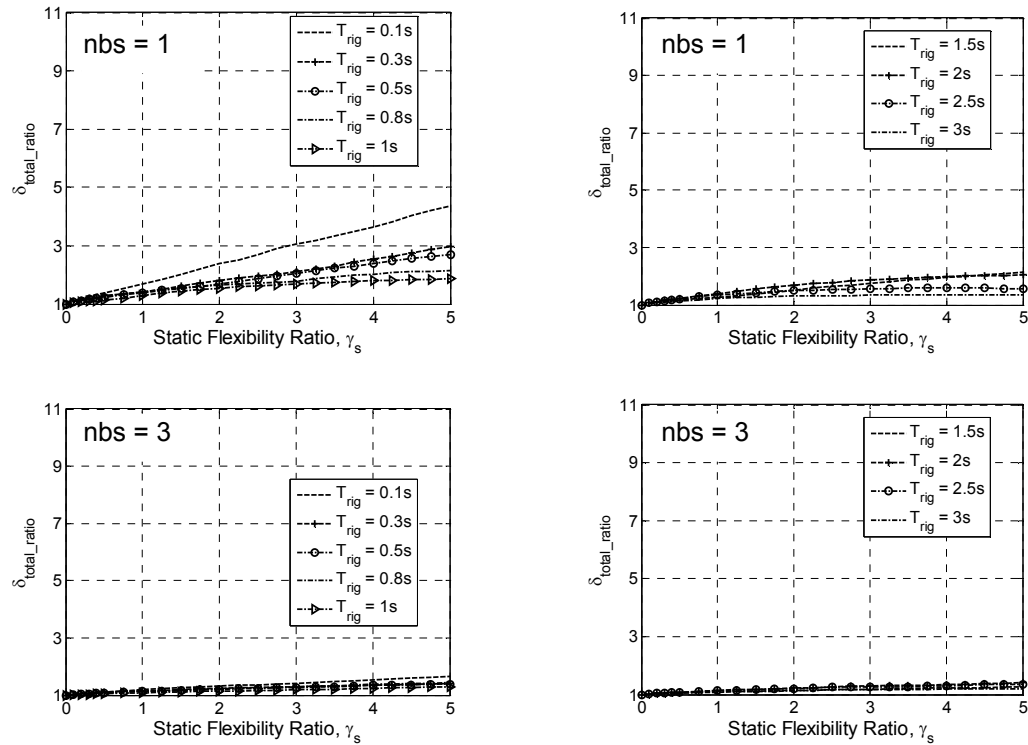 nbs = 1
T_rig = 0.1s
T_rig = 0.3s
T_rig = 0.5s
T_rig = 0.8s
T_rig = 1s
11
9
7
5
3
1
δ_total_ratio
0 1 2 3 4 5
Static Flexibility Ratio, γ_s
nbs = 1
T_rig = 1.5s
T_rig = 2s
T_rig = 2.5s
T_rig = 3s
11
9
7
5
3
1
δ_total_ratio
0 1 2 3 4 5
Static Flexibility Ratio, γ_s
nbs = 3
T_rig = 0.1s
T_rig = 0.3s
T_rig = 0.5s
T_rig = 0.8s
T_rig = 1s
11
9
7
5
3
1
δ_total_ratio
0 1 2 3 4 5
Static Flexibility Ratio, γ_s
nbs = 3
T_rig = 1.5s
T_rig = 2s
T_rig = 2.5s
T_rig = 3s
11
9
7
5
3
1
δ_total_ratio
0 1 2 3 4 5
Static Flexibility Ratio, γ_s